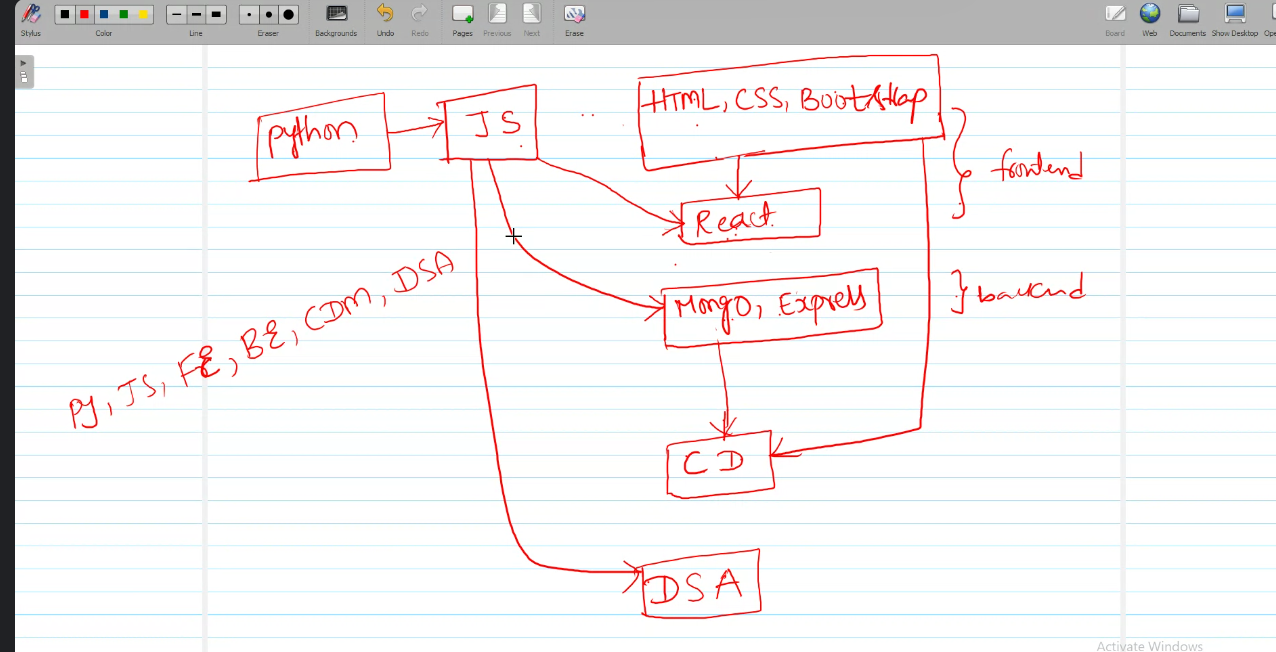 Stylus Color Line Eraser Backgrounds Undo Redo Pages Previous Next Erase Board Web Documents Show Desktop Ope
HTML, CSS, Bootstrap
python
JS
frontend
React
Mongo, Express
backend
PY, JS, FE, BE, CDM, DSA
CD
DSA
Activate Windows